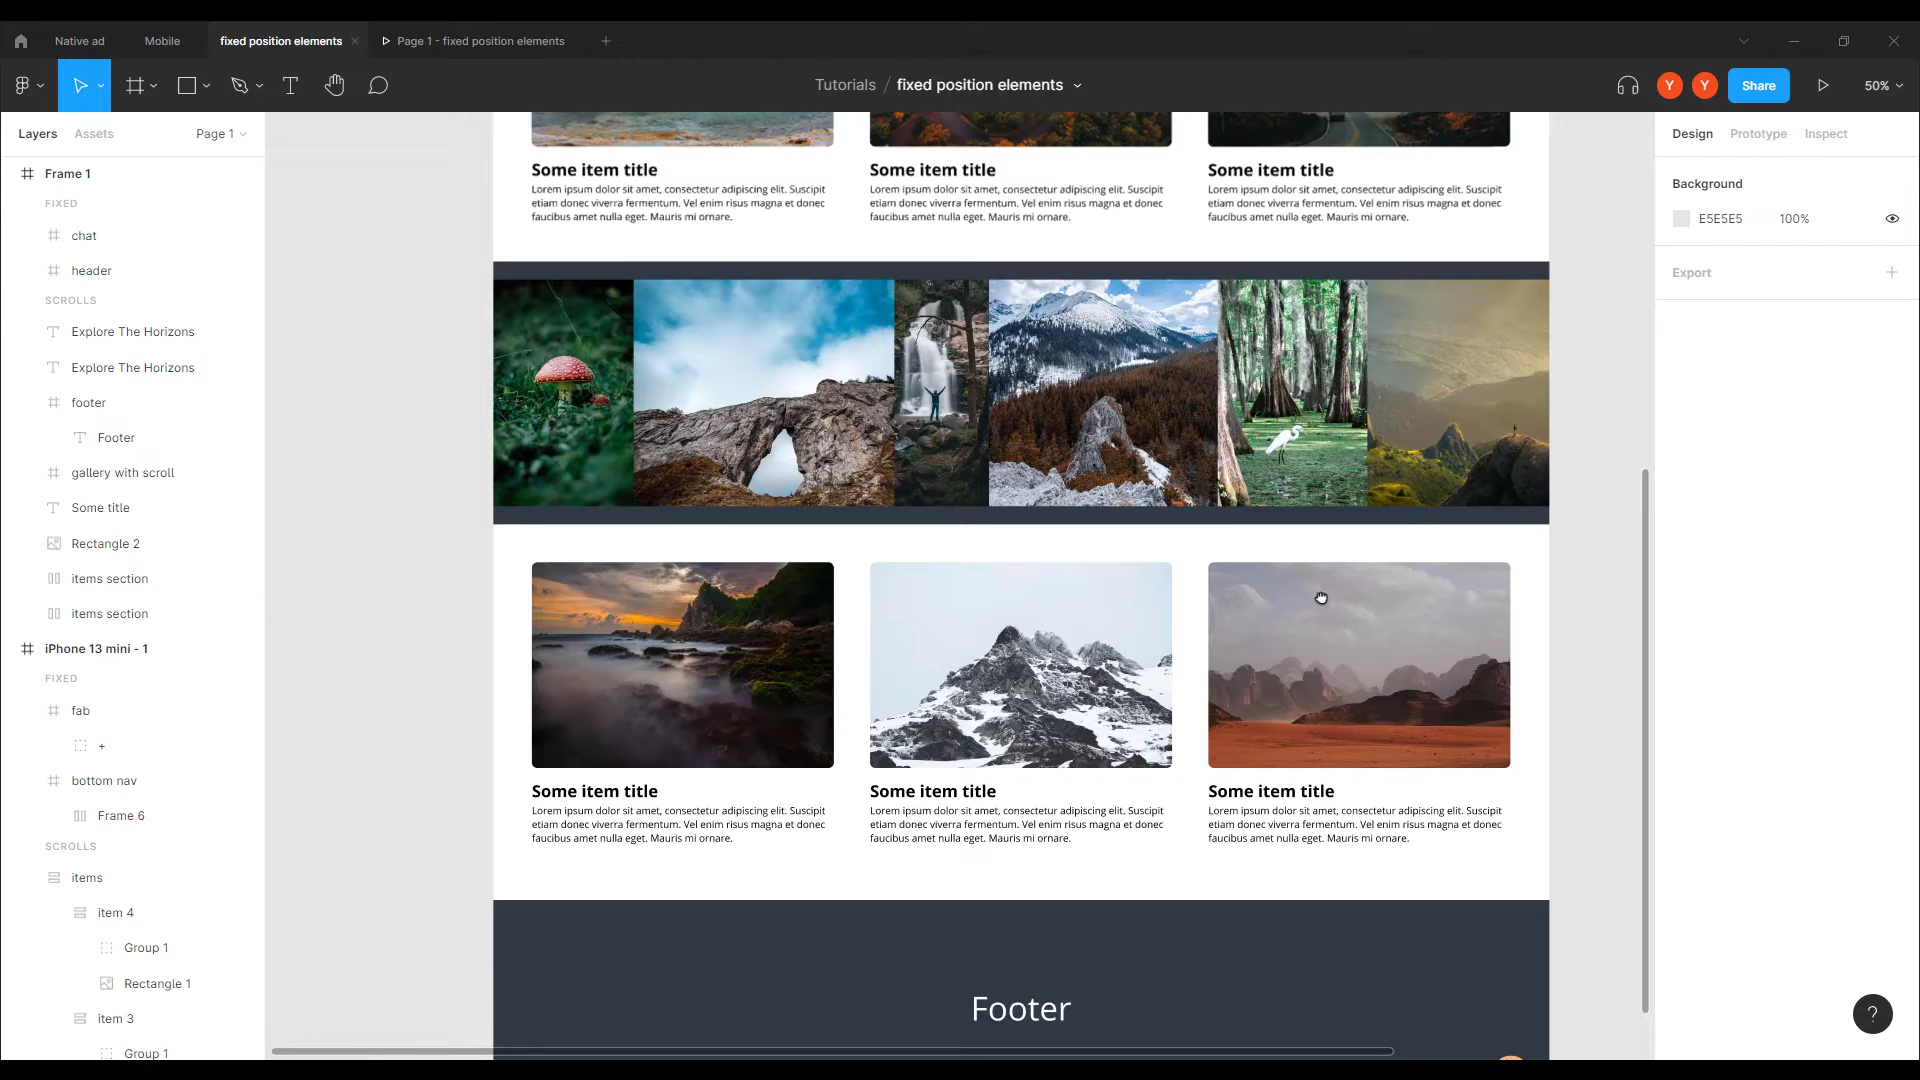 Native ad
Mobile
fixed position elements
Page 1 - fixed position elements
Tutorials / fixed position elements
Y
Y
Share
50%
Layers
Assets
Page 1
Frame 1
FIXED
chat
header
SCROLLS
Explore The Horizons
Explore The Horizons
footer
Footer
gallery with scroll
Some title
Rectangle 2
items section
items section
iPhone 13 mini - 1
FIXED
fab
+
bottom nav
Frame 6
SCROLLS
items
item 4
Group 1
Rectangle 1
item 3
Group 1
Some item title
Lorem ipsum dolor sit amet, consectetur adipiscing elit. Suscipit
etiam donec viverra fermentum. Vel enim risus magna et donec
faucibus amet nulla eget. Mauris mi ornare.
Some item title
Lorem ipsum dolor sit amet, consectetur adipiscing elit. Suscipit
etiam donec viverra fermentum. Vel enim risus magna et donec
faucibus amet nulla eget. Mauris mi ornare.
Some item title
Lorem ipsum dolor sit amet, consectetur adipiscing elit. Suscipit
etiam donec viverra fermentum. Vel enim risus magna et donec
faucibus amet nulla eget. Mauris mi ornare.
Some item title
Lorem ipsum dolor sit amet, consectetur adipiscing elit. Suscipit
etiam donec viverra fermentum. Vel enim risus magna et donec
faucibus amet nulla eget. Mauris mi ornare.
Some item title
Lorem ipsum dolor sit amet, consectetur adipiscing elit. Suscipit
etiam donec viverra fermentum. Vel enim risus magna et donec
faucibus amet nulla eget. Mauris mi ornare.
Some item title
Lorem ipsum dolor sit amet, consectetur adipiscing elit. Suscipit
etiam donec viverra fermentum. Vel enim risus magna et donec
faucibus amet nulla eget. Mauris mi ornare.
Footer
Design
Prototype
Inspect
Background
E5E5E5
100%
Export
?